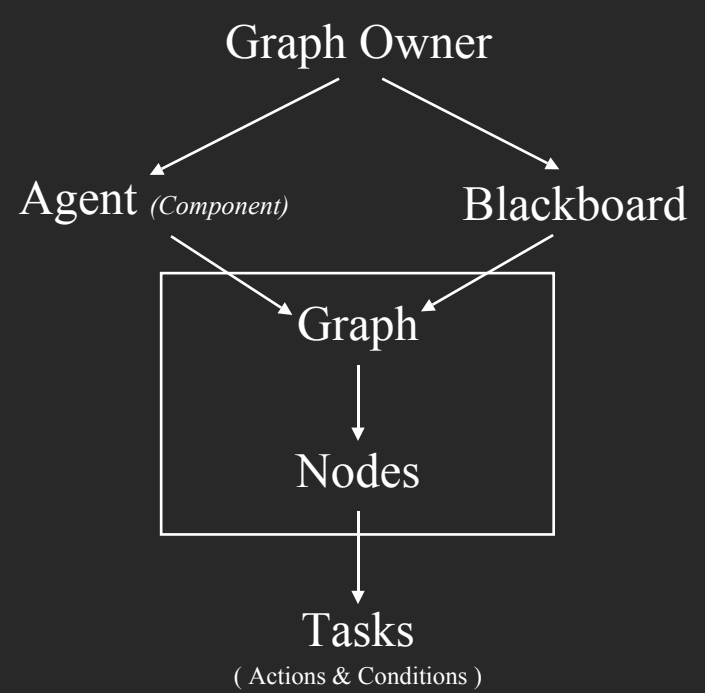 Graph Owner
Agent (Component)
Blackboard
Graph
Nodes
Tasks
( Actions & Conditions )